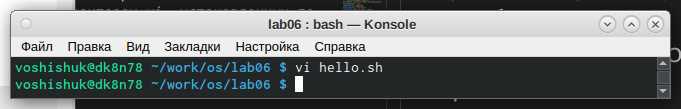 lab06 : bash — Konsole
Файл Правка Вид Закладки Настройка Справка
voshishuk@dk8n78 ~/work/os/lab06 $ vi hello.sh
voshishuk@dk8n78 ~/work/os/lab06 $